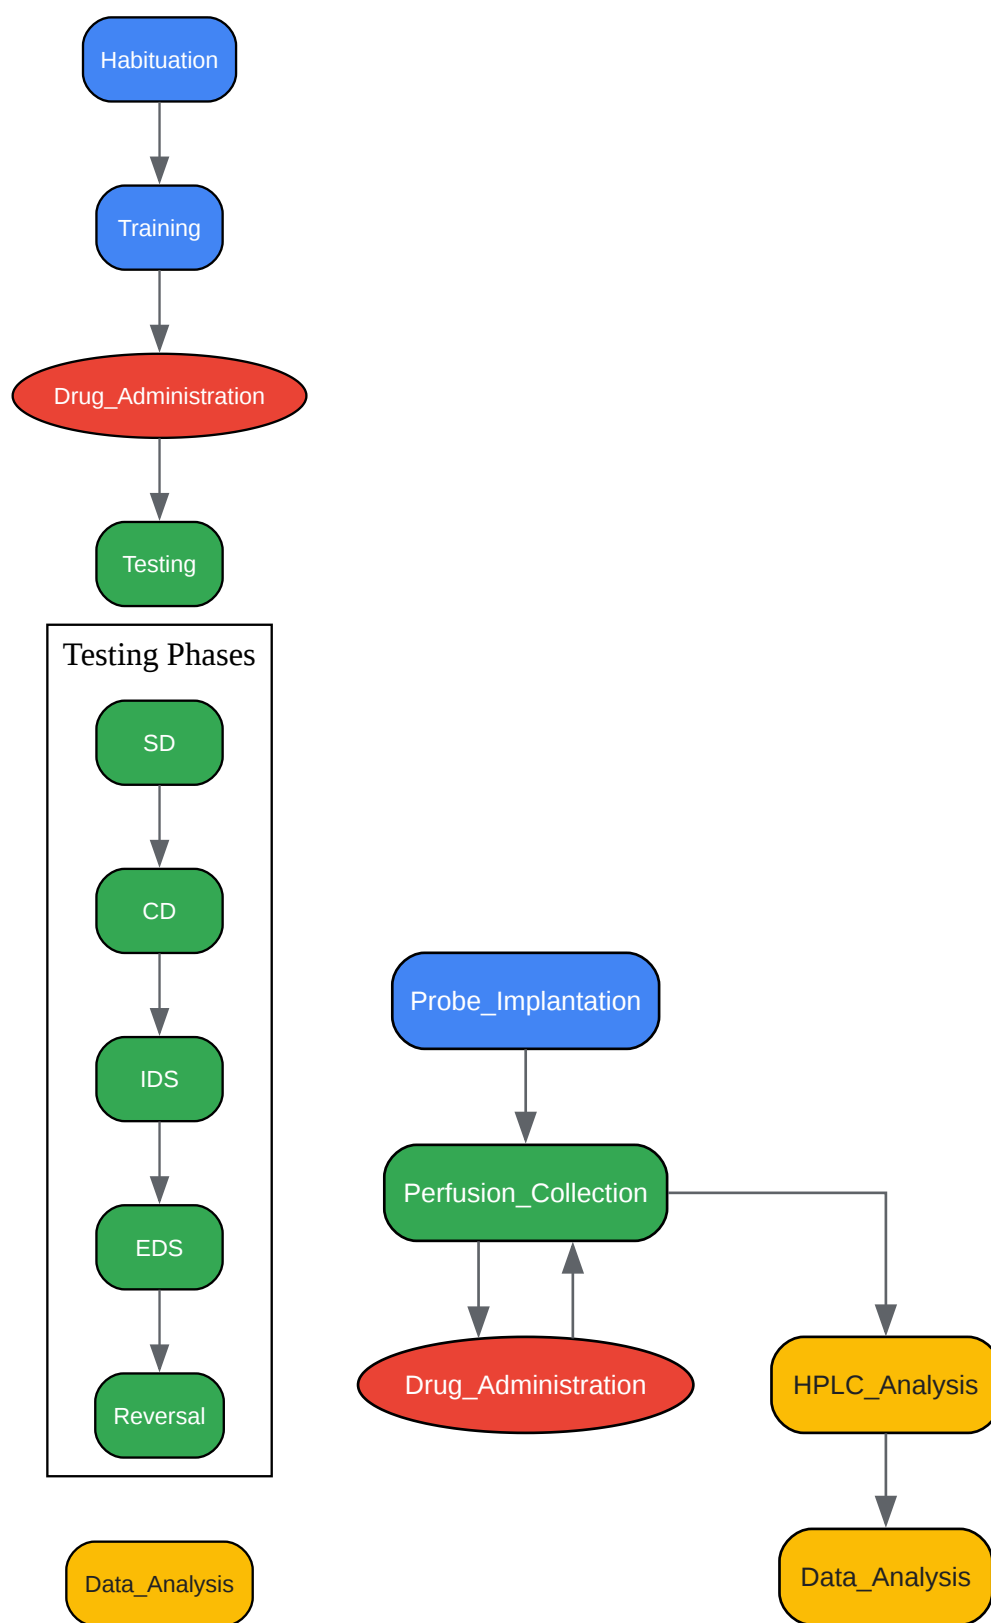 Habituation
Training
Drug_Administration
Testing
Testing Phases
SD
CD
IDS
EDS
Reversal
Data_Analysis
Probe_Implantation
Perfusion_Collection
Drug_Administration
HPLC_Analysis
Data_Analysis